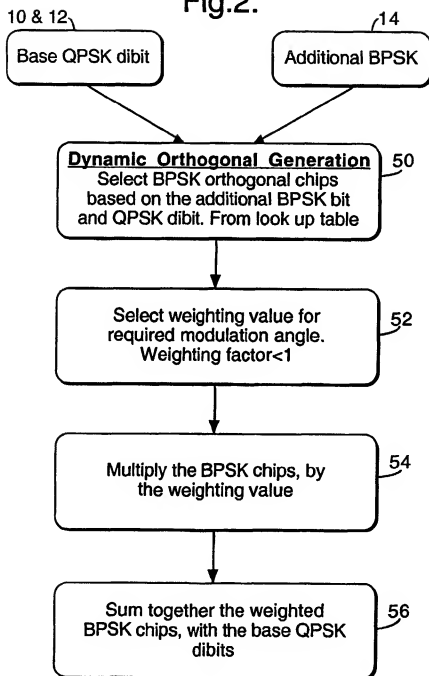 Fig.2.
10 & 12
14
Base QPSK dibit
Additional BPSK
Dynamic Orthogonal Generation
50
Select BPSK orthogonal chips
based on the additional BPSK bit
and QPSK dibit. From look up table
Select weighting value for
required modulation angle.
Weighting factor<1
52
Multiply the BPSK chips, by
the weighting value
54
Sum together the weighted
BPSK chips, with the base QPSK
dibits
56